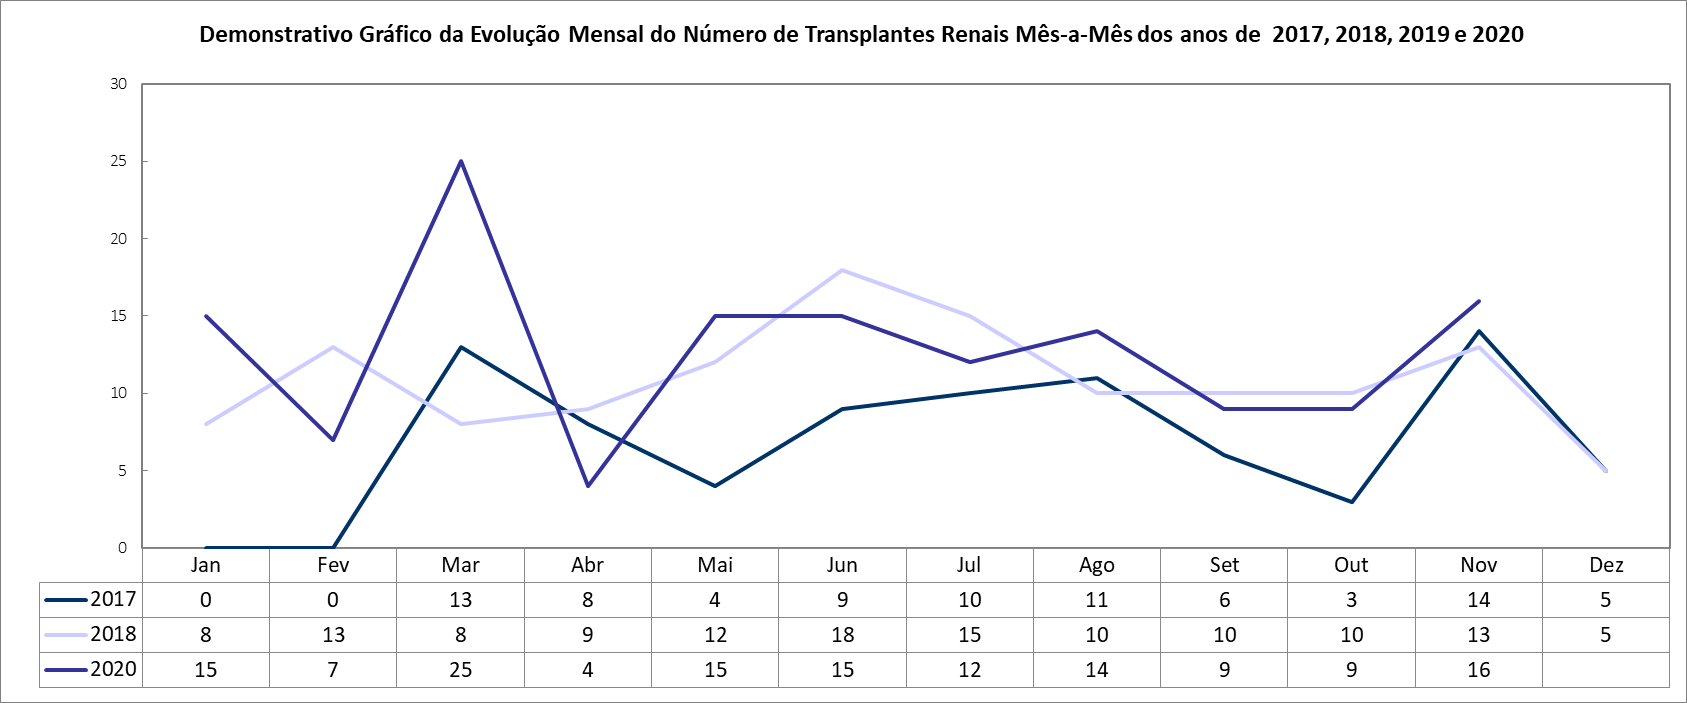 Demonstrativo Gráfico da Evolução Mensal do Número de Transplantes Renais Mês-a-Mês dos anos de 2017, 2018, 2019 e 2020
30
25
20
15
10
5
0
Jan Fev Mar Abr Mai Jun Jul Ago Set Out Nov Dez
2017 0 0 13 8 4 9 10 11 6 3 14 5
2018 8 13 8 9 12 18 15 10 10 10 13 5
2020 15 7 25 4 15 15 12 14 9 9 16